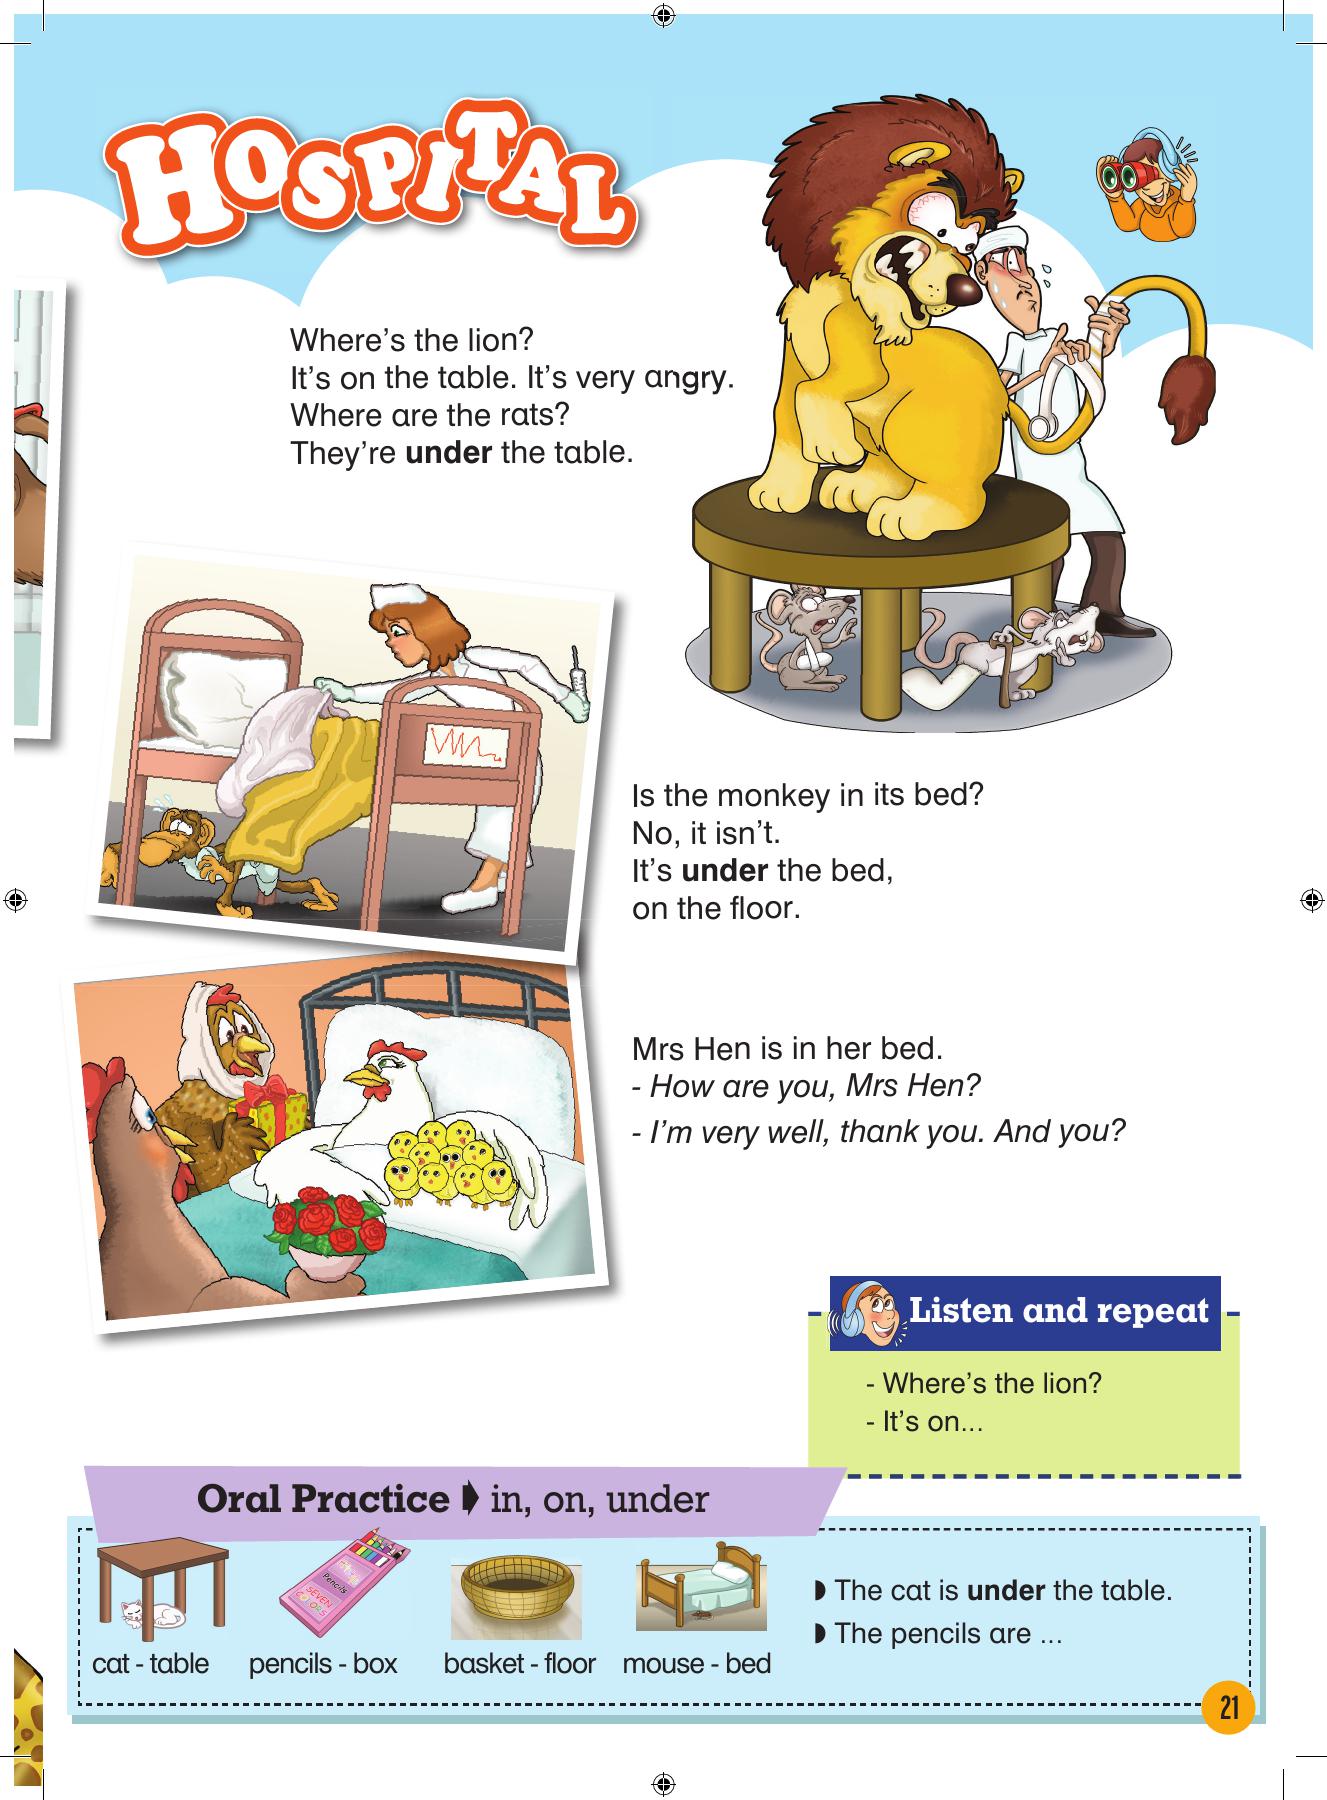 HOSPITAL
Where's the lion?
It's on the table. It's very angry.
Where are the rats?
They're under the table.
Is the monkey in its bed?
No, it isn't.
It's under the bed,
on the floor.
Mrs Hen is in her bed.
- How are you, Mrs Hen?
- I'm very well, thank you. And you?
Listen and repeat
- Where's the lion?
- It's on...
Oral Practice in, on, under
Pencils
SEVEN
COLORS
cat - table pencils - box basket - floor mouse - bed
The cat is under the table.
The pencils are ...
21